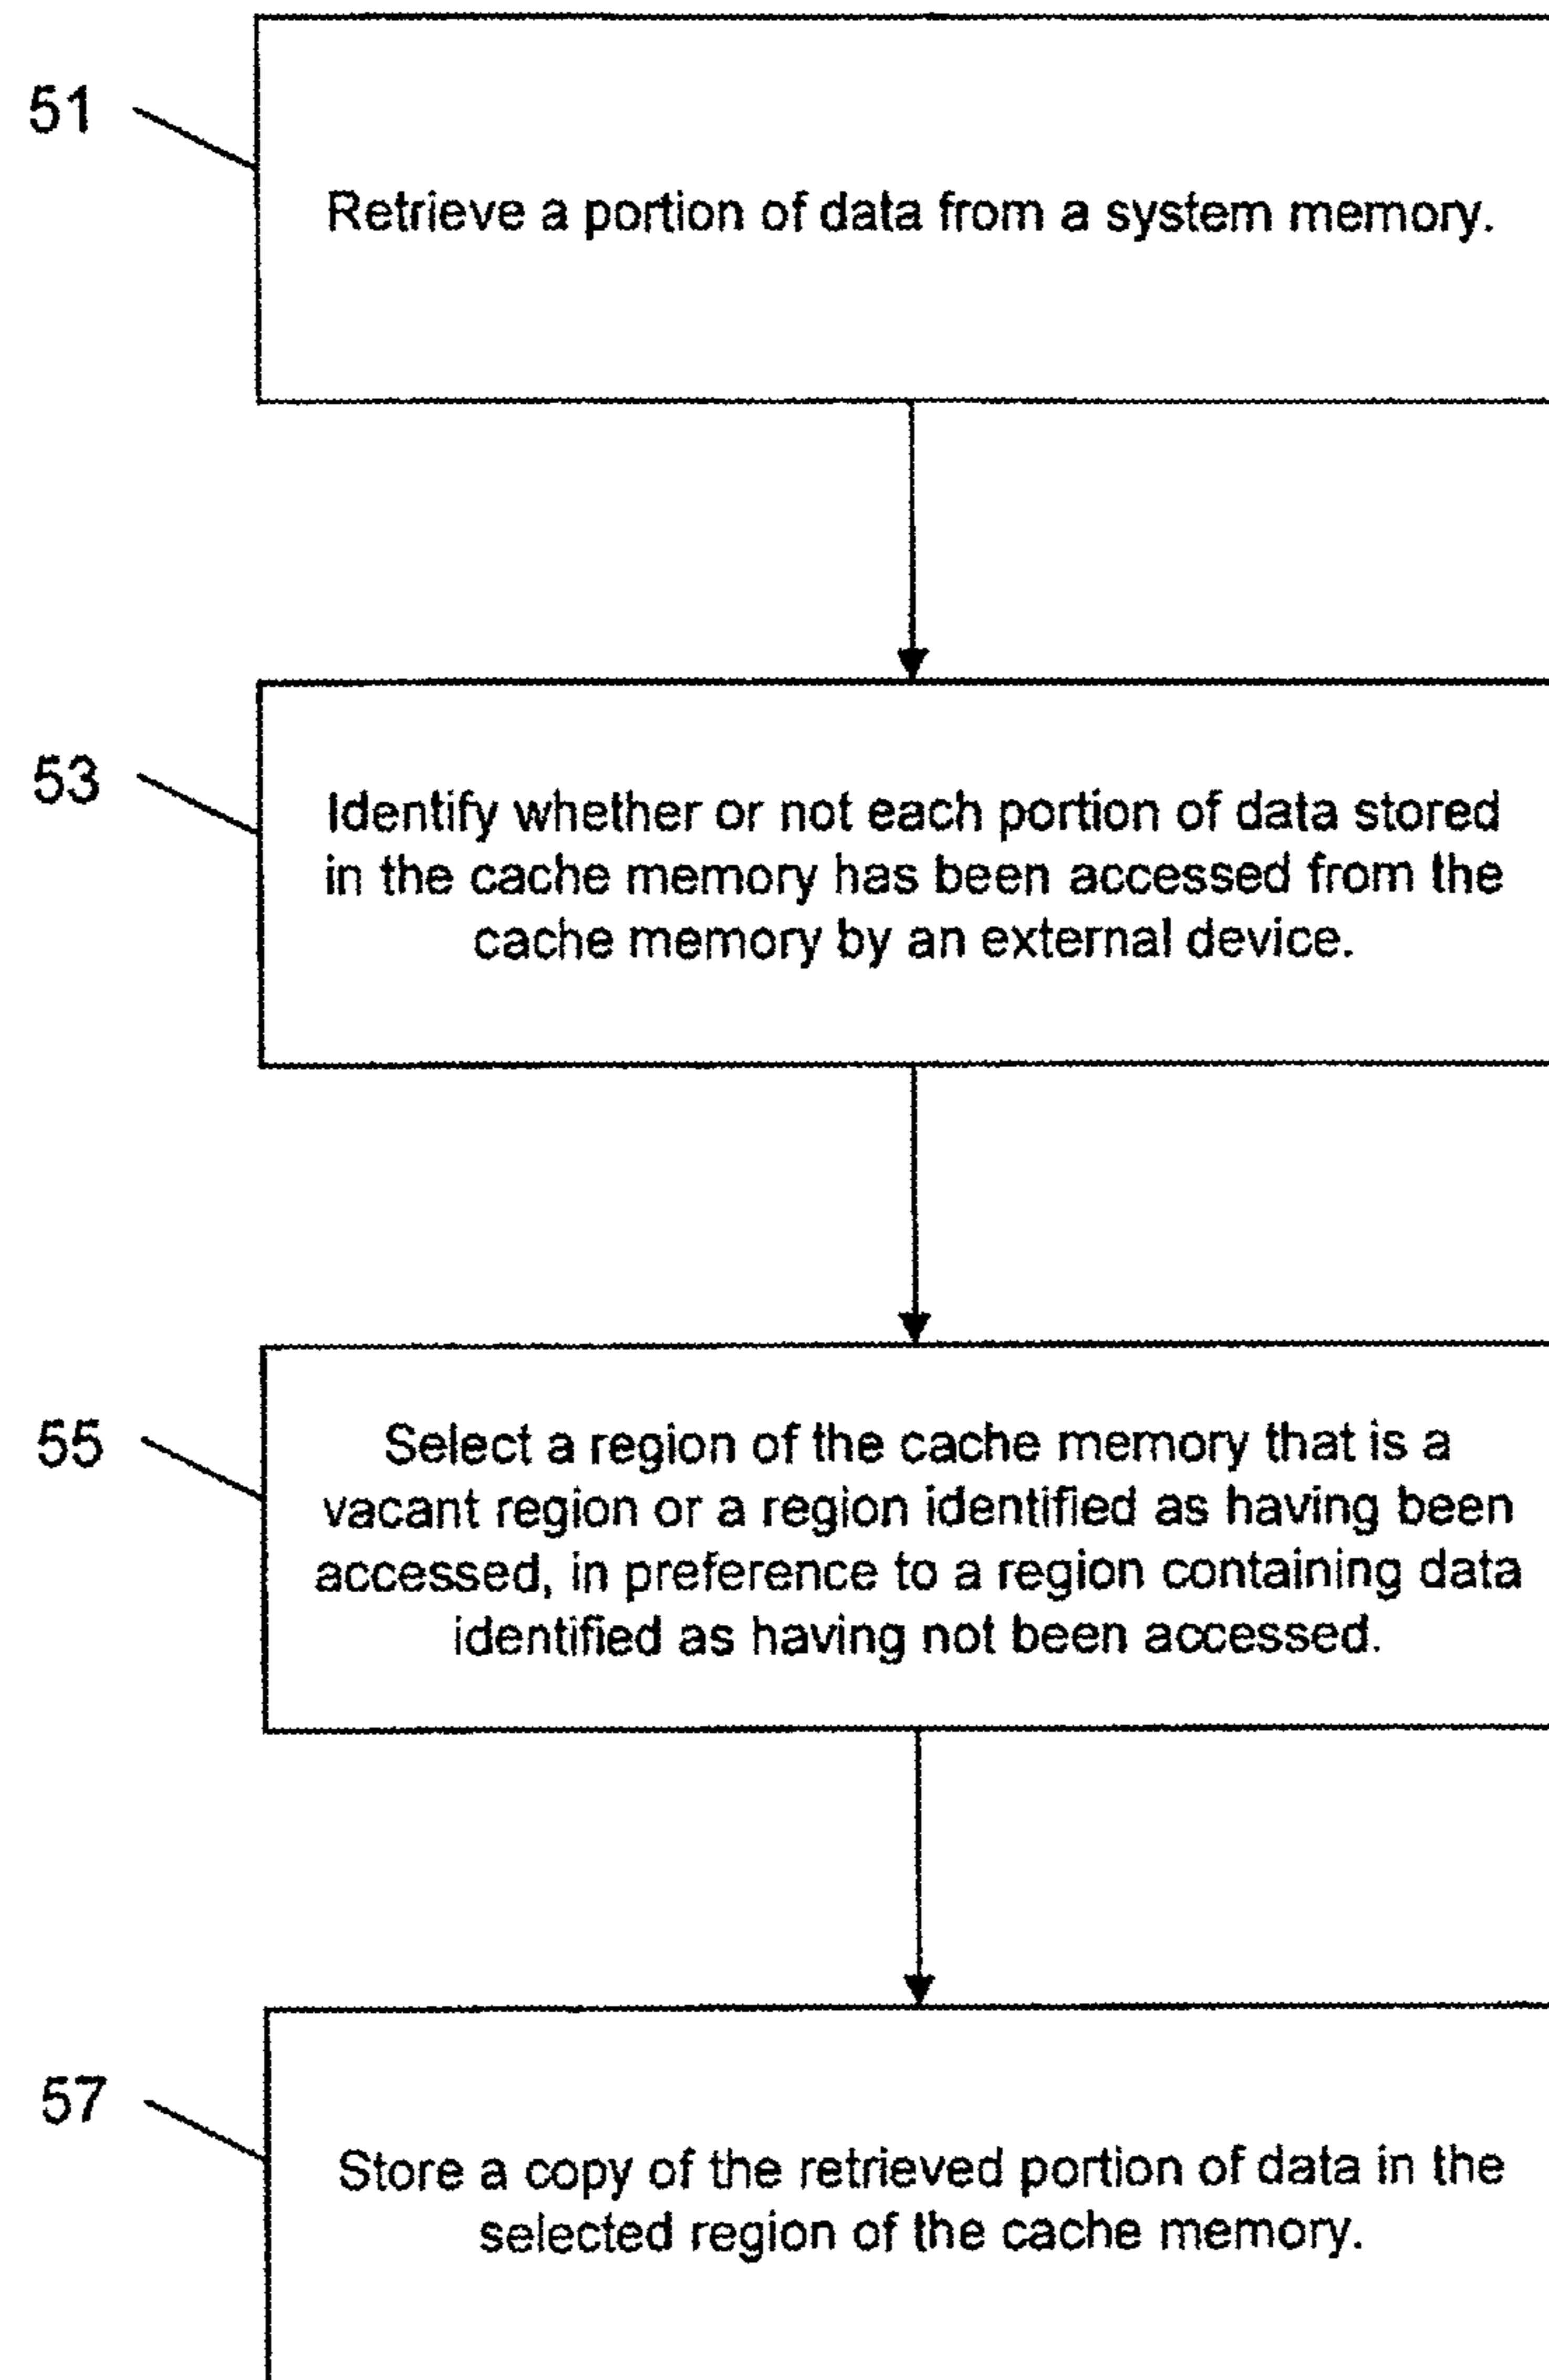 51
Retrieve a portion of data from a system memory.
53
Identify whether or not each portion of data stored
in the cache memory has been accessed from the
cache memory by an external device.
55
Select a region of the cache memory that is a
vacant region or a region identified as having been
accessed, in preference to a region containing data
identified as having not been accessed.
57
Store a copy of the retrieved portion of data in the
selected region of the cache memory.